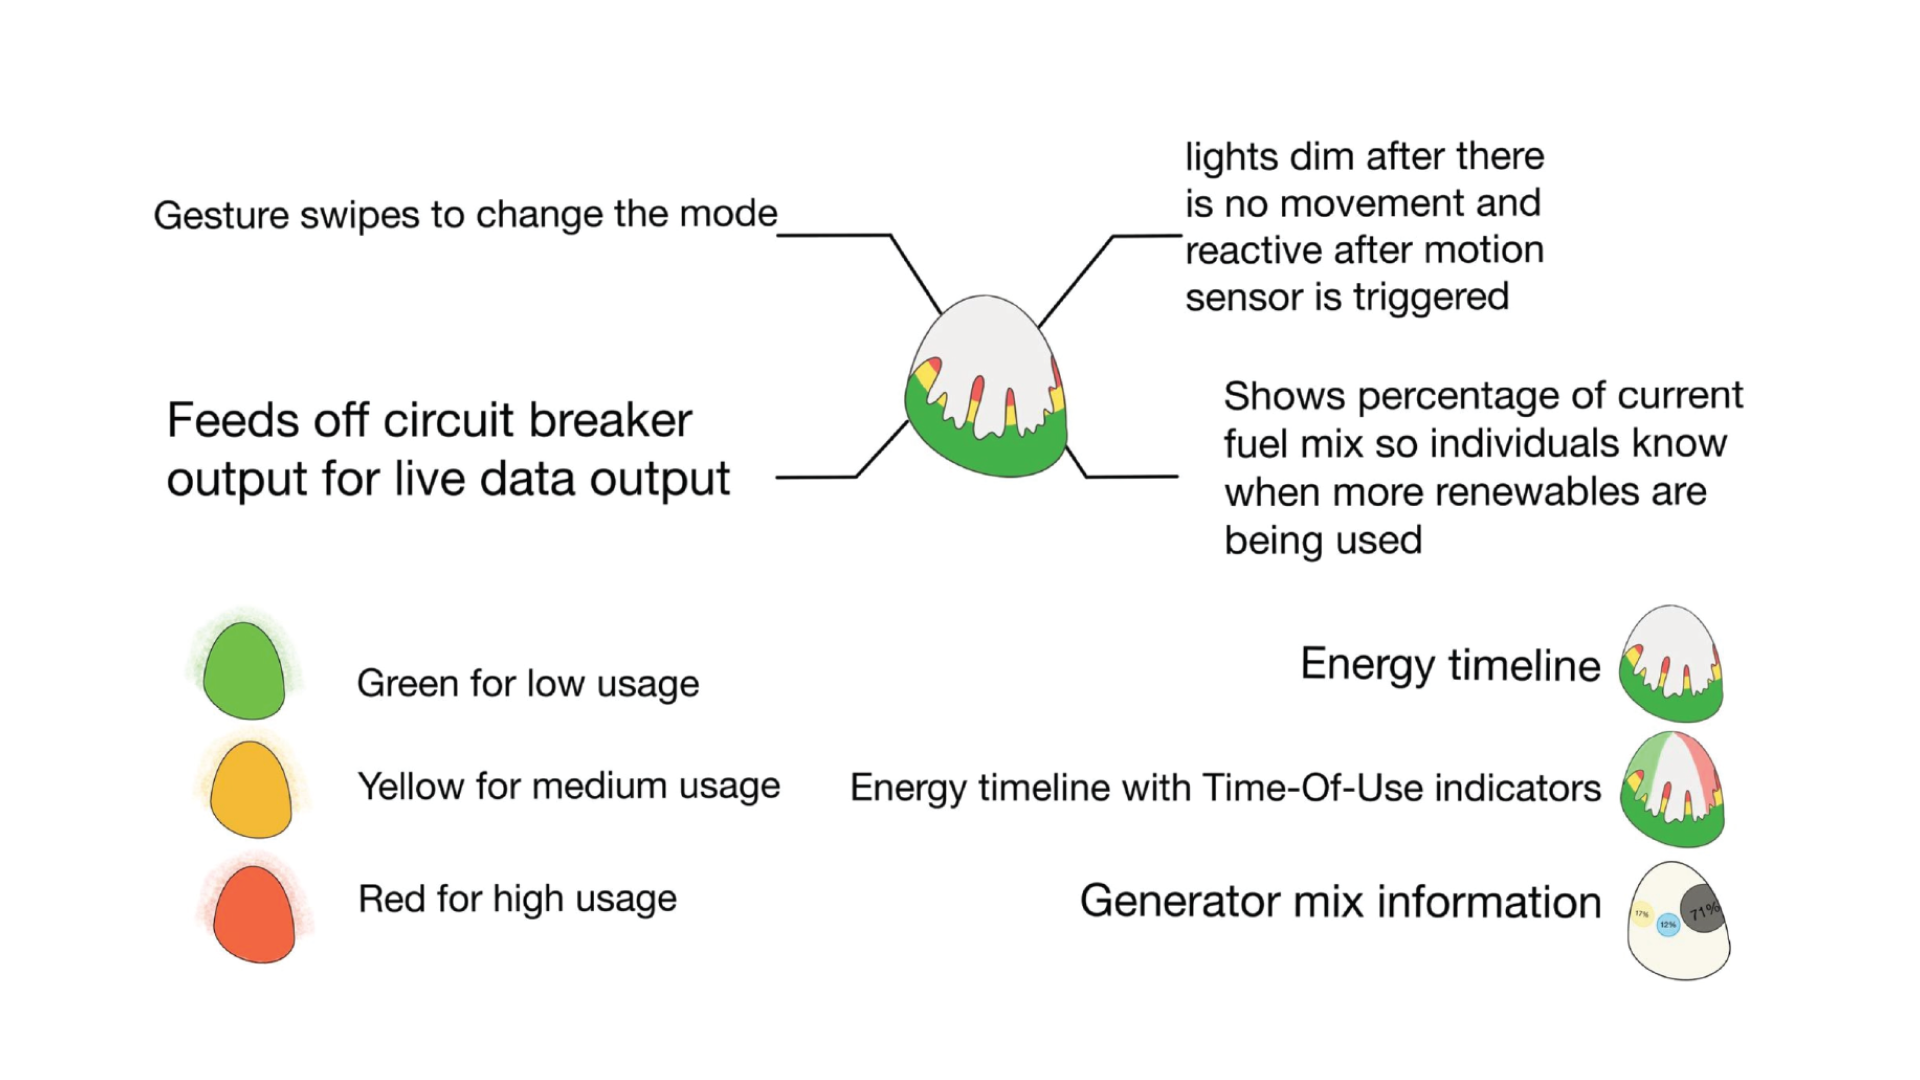 Gesture swipes to change the mode
lights dim after there
is no movement and
reactive after motion
sensor is triggered
Feeds off circuit breaker
output for live data output
Shows percentage of current
fuel mix so individuals know
when more renewables are
being used
Green for low usage
Yellow for medium usage
Red for high usage
Energy timeline
Energy timeline with Time-Of-Use indicators
Generator mix information
17%
12%
71%